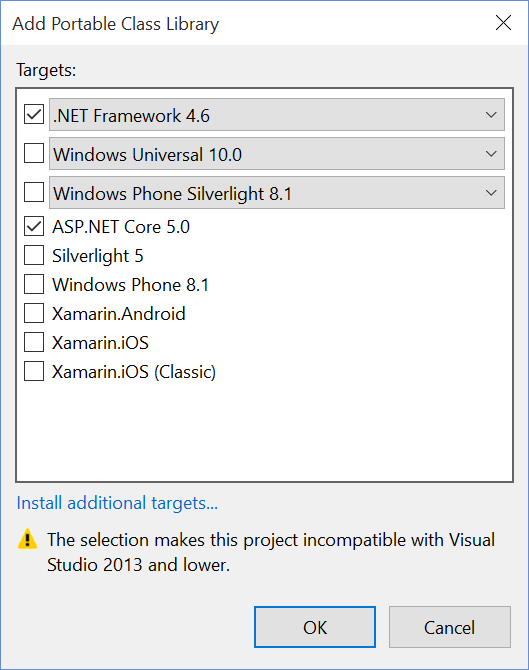 Add Portable Class Library
Targets:
.NET Framework 4.6
Windows Universal 10.0
Windows Phone Silverlight 8.1
ASP.NET Core 5.0
Silverlight 5
Windows Phone 8.1
Xamarin.Android
Xamarin.iOS
Xamarin.iOS (Classic)
Install additional targets...
The selection makes this project incompatible with Visual
Studio 2013 and lower.
OK
Cancel